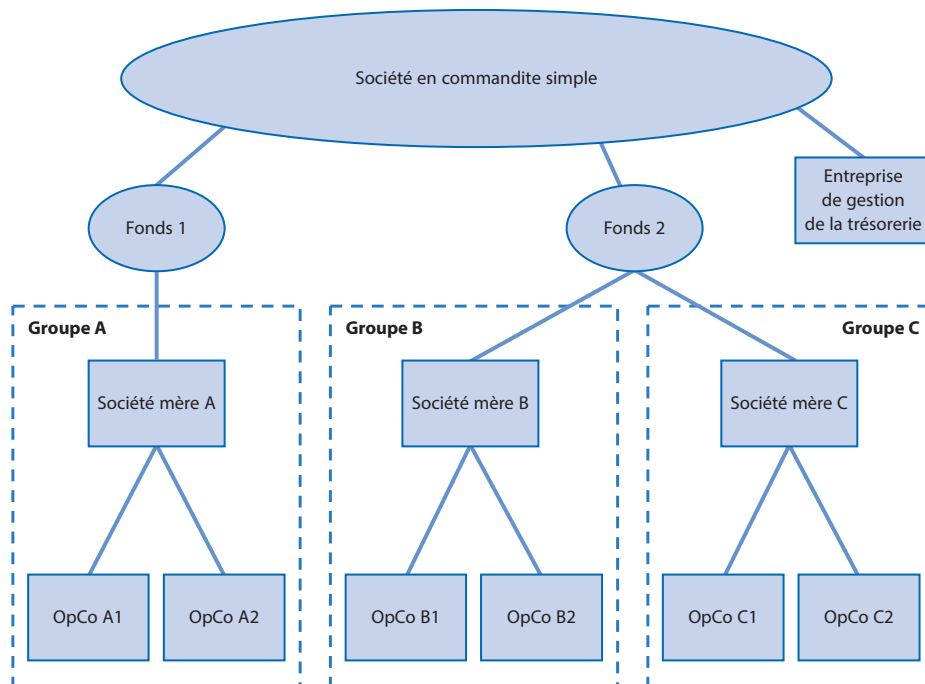 Société en commandite simple
Entreprise
de gestion
de la trésorerie
Fonds 1
Fonds 2
Groupe A
Groupe B
Groupe C
Société mère A
Société mère B
Société mère C
OpCo A1
OpCo A2
OpCo B1
OpCo B2
OpCo C1
OpCo C2